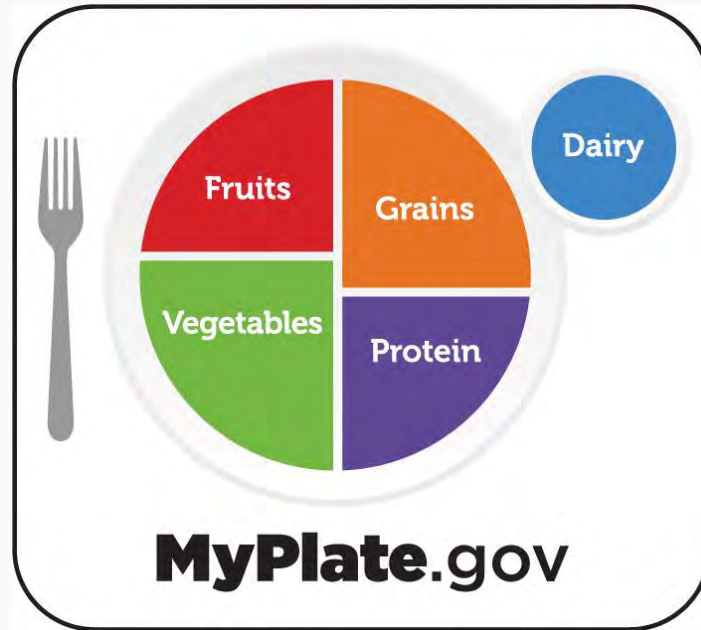 Fruits
Grains
Dairy
Vegetables
Protein
MyPlate.gov